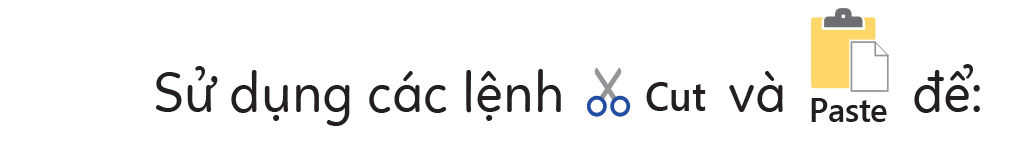 Sử dụng các lệnh Cut và Paste để: